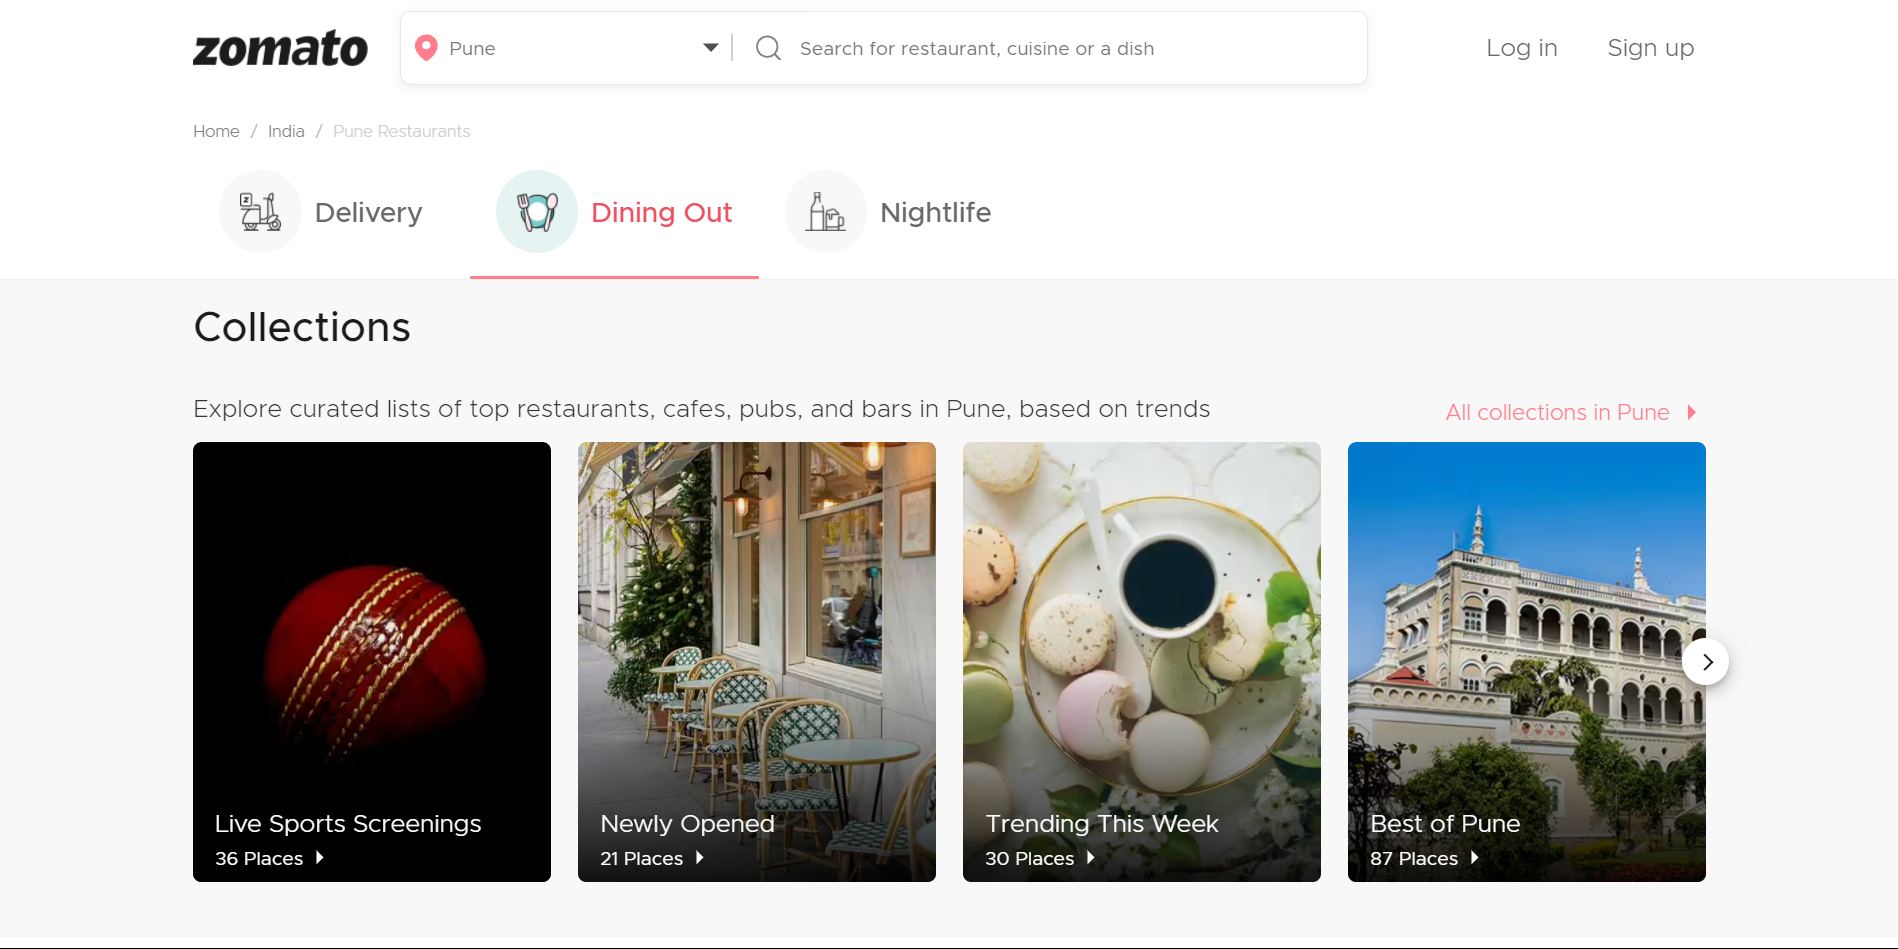 zomato
Pune
Search for restaurant, cuisine or a dish
Log in
Sign up
Home / India / Pune Restaurants
Delivery
Dining Out
Nightlife
Collections
Explore curated lists of top restaurants, cafes, pubs, and bars in Pune, based on trends
All collections in Pune
Live Sports Screenings
36 Places
Newly Opened
21 Places
Trending This Week
30 Places
Best of Pune
87 Places